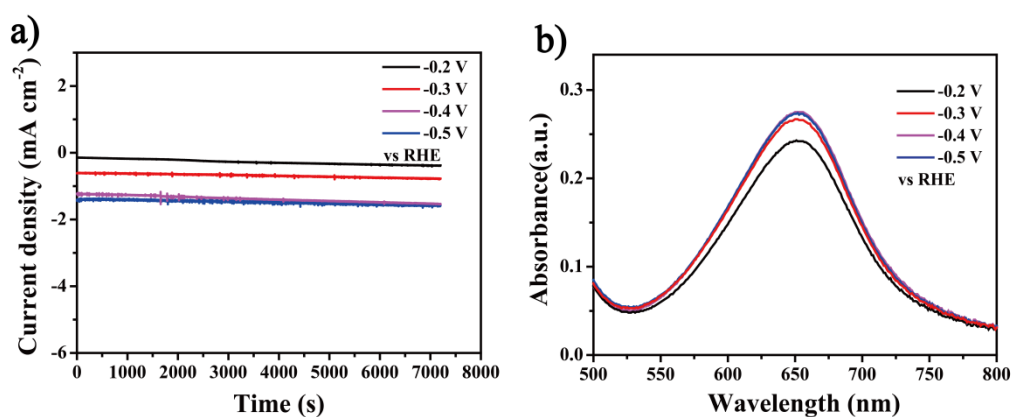 a)
Current density (mA cm-2)
2
0
-2
-4
-6
-0.2 V
-0.3 V
-0.4 V
-0.5 V
vs RHE
0 1000 2000 3000 4000 5000 6000 7000 8000
Time (s)
b)
Absorbance(a.u.)
0.3
0.2
0.1
0.0
-0.2 V
-0.3 V
-0.4 V
-0.5 V
vs RHE
500 550 600 650 700 750 800
Wavelength (nm)